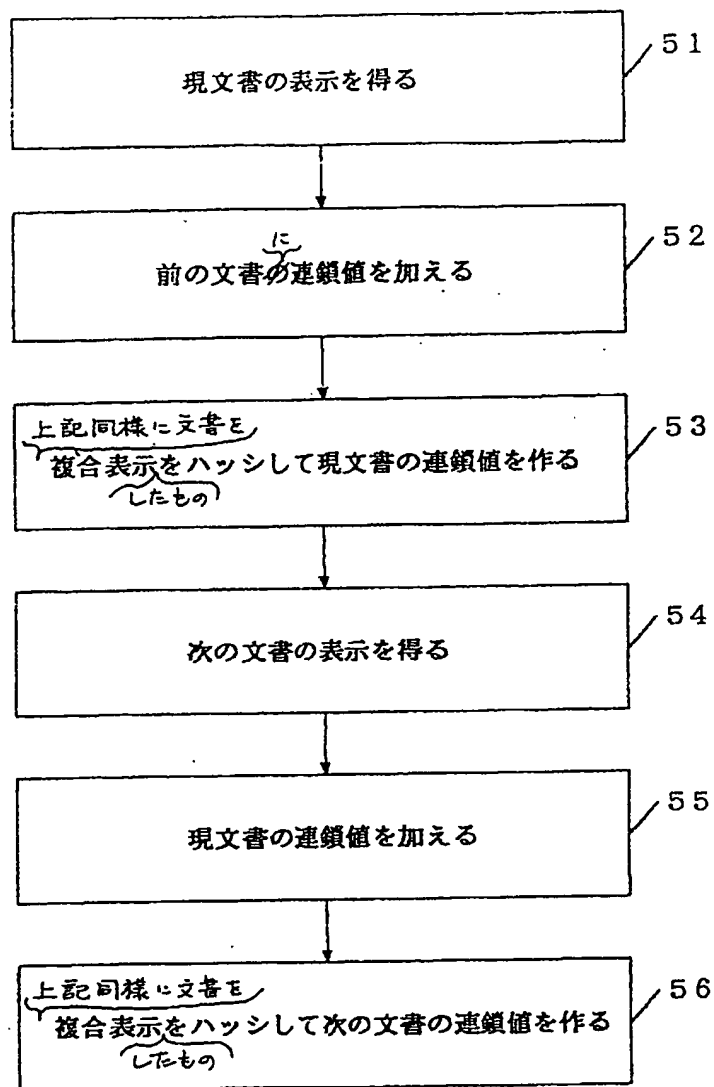 現文書の表示を得る
51
に
前の文書の連鎖値を加える
52
上記同様に文書を
複合表示をハッシして現文書の連鎖値を作る
したもの
53
次の文書の表示を得る
54
現文書の連鎖値を加える
55
上記同様に文書を
複合表示をハッシして次の文書の連鎖値を作る
したもの
56